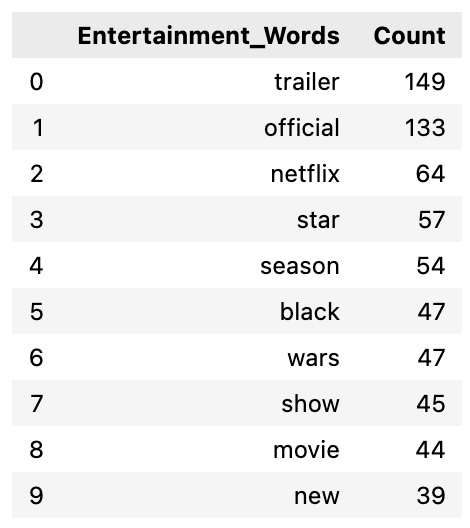 Entertainment_Words Count
0 trailer 149
1 official 133
2 netflix 64
3 star 57
4 season 54
5 black 47
6 wars 47
7 show 45
8 movie 44
9 new 39